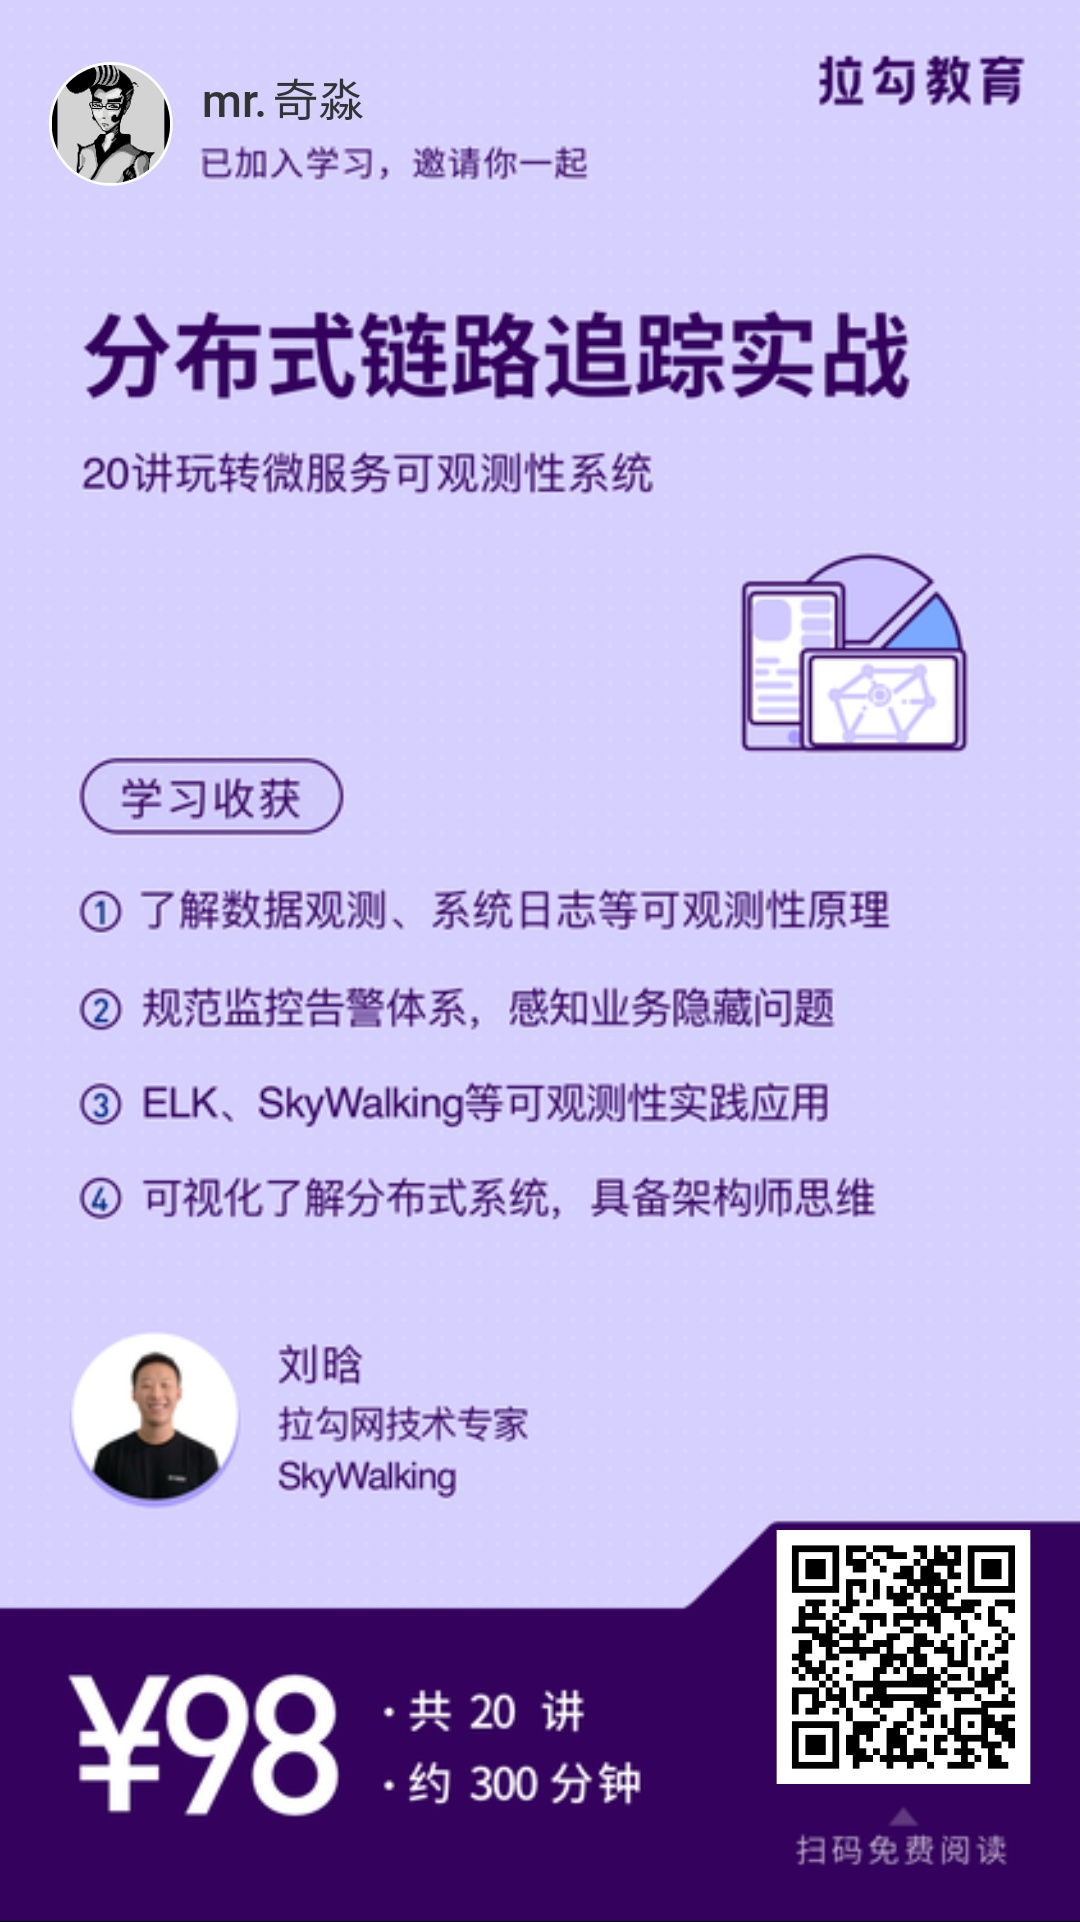 mr. 奇淼
拉勾教育
已加入学习，邀请你一起
分布式链路追踪实战
20讲玩转微服务可观测性系统
学习收获
① 了解数据观测、系统日志等可观测性原理
② 规范监控告警体系，感知业务隐藏问题
③ ELK、SkyWalking等可观测性实践应用
④ 可视化了解分布式系统，具备架构师思维
刘晗
拉勾网技术专家
SkyWalking
¥98
· 共 20 讲
· 约 300 分钟
扫码免费阅读